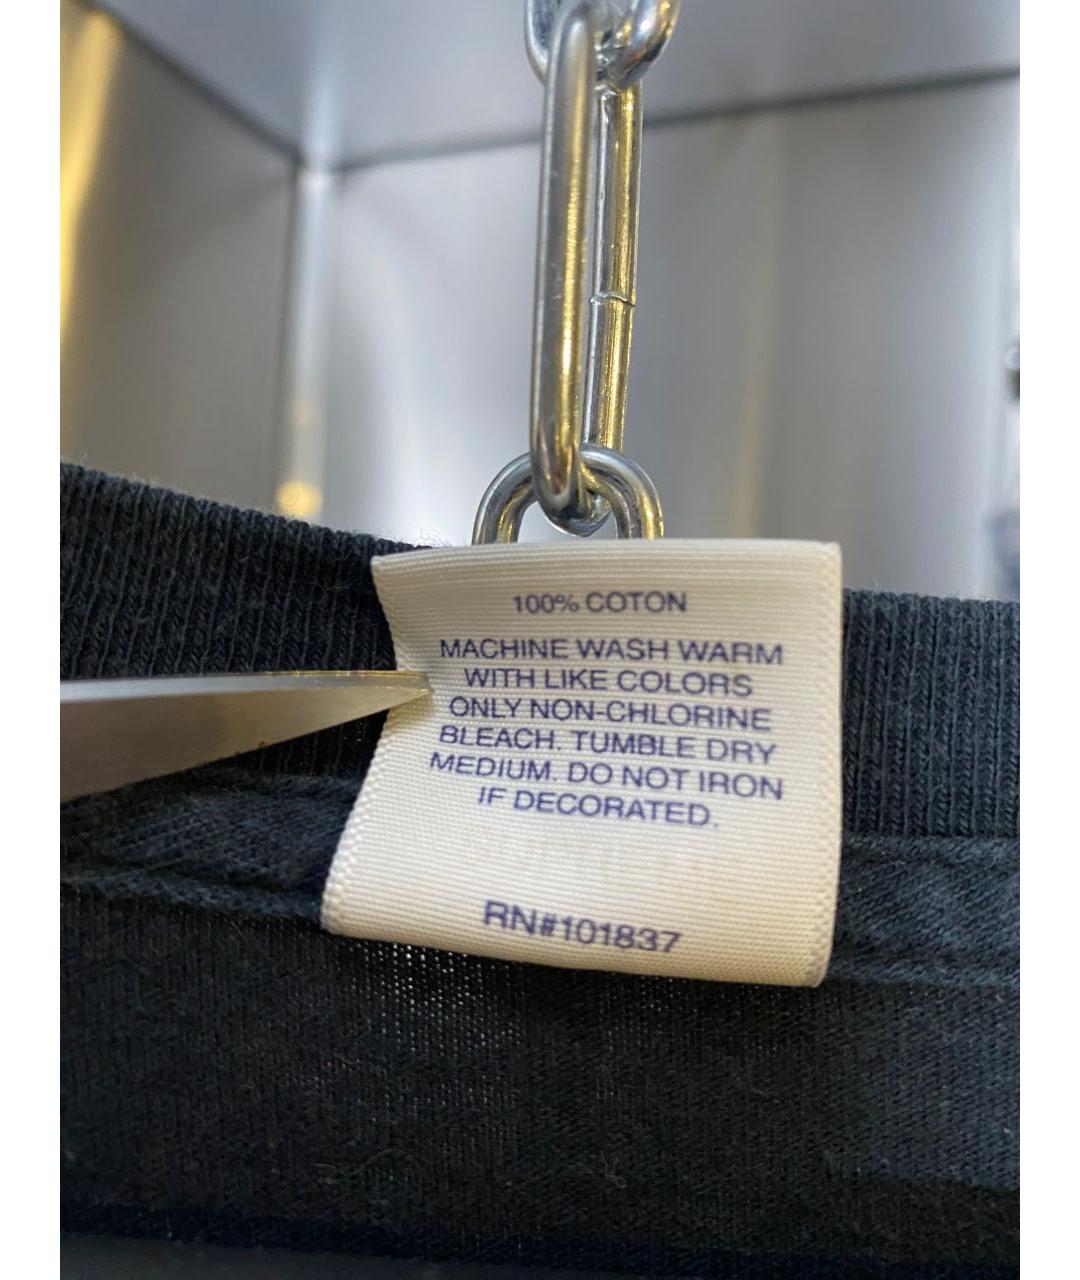 100% COTON
MACHINE WASH WARM
WITH LIKE COLORS
ONLY NON-CHLORINE
BLEACH. TUMBLE DRY
MEDIUM. DO NOT IRON
IF DECORATED.
RN#101837